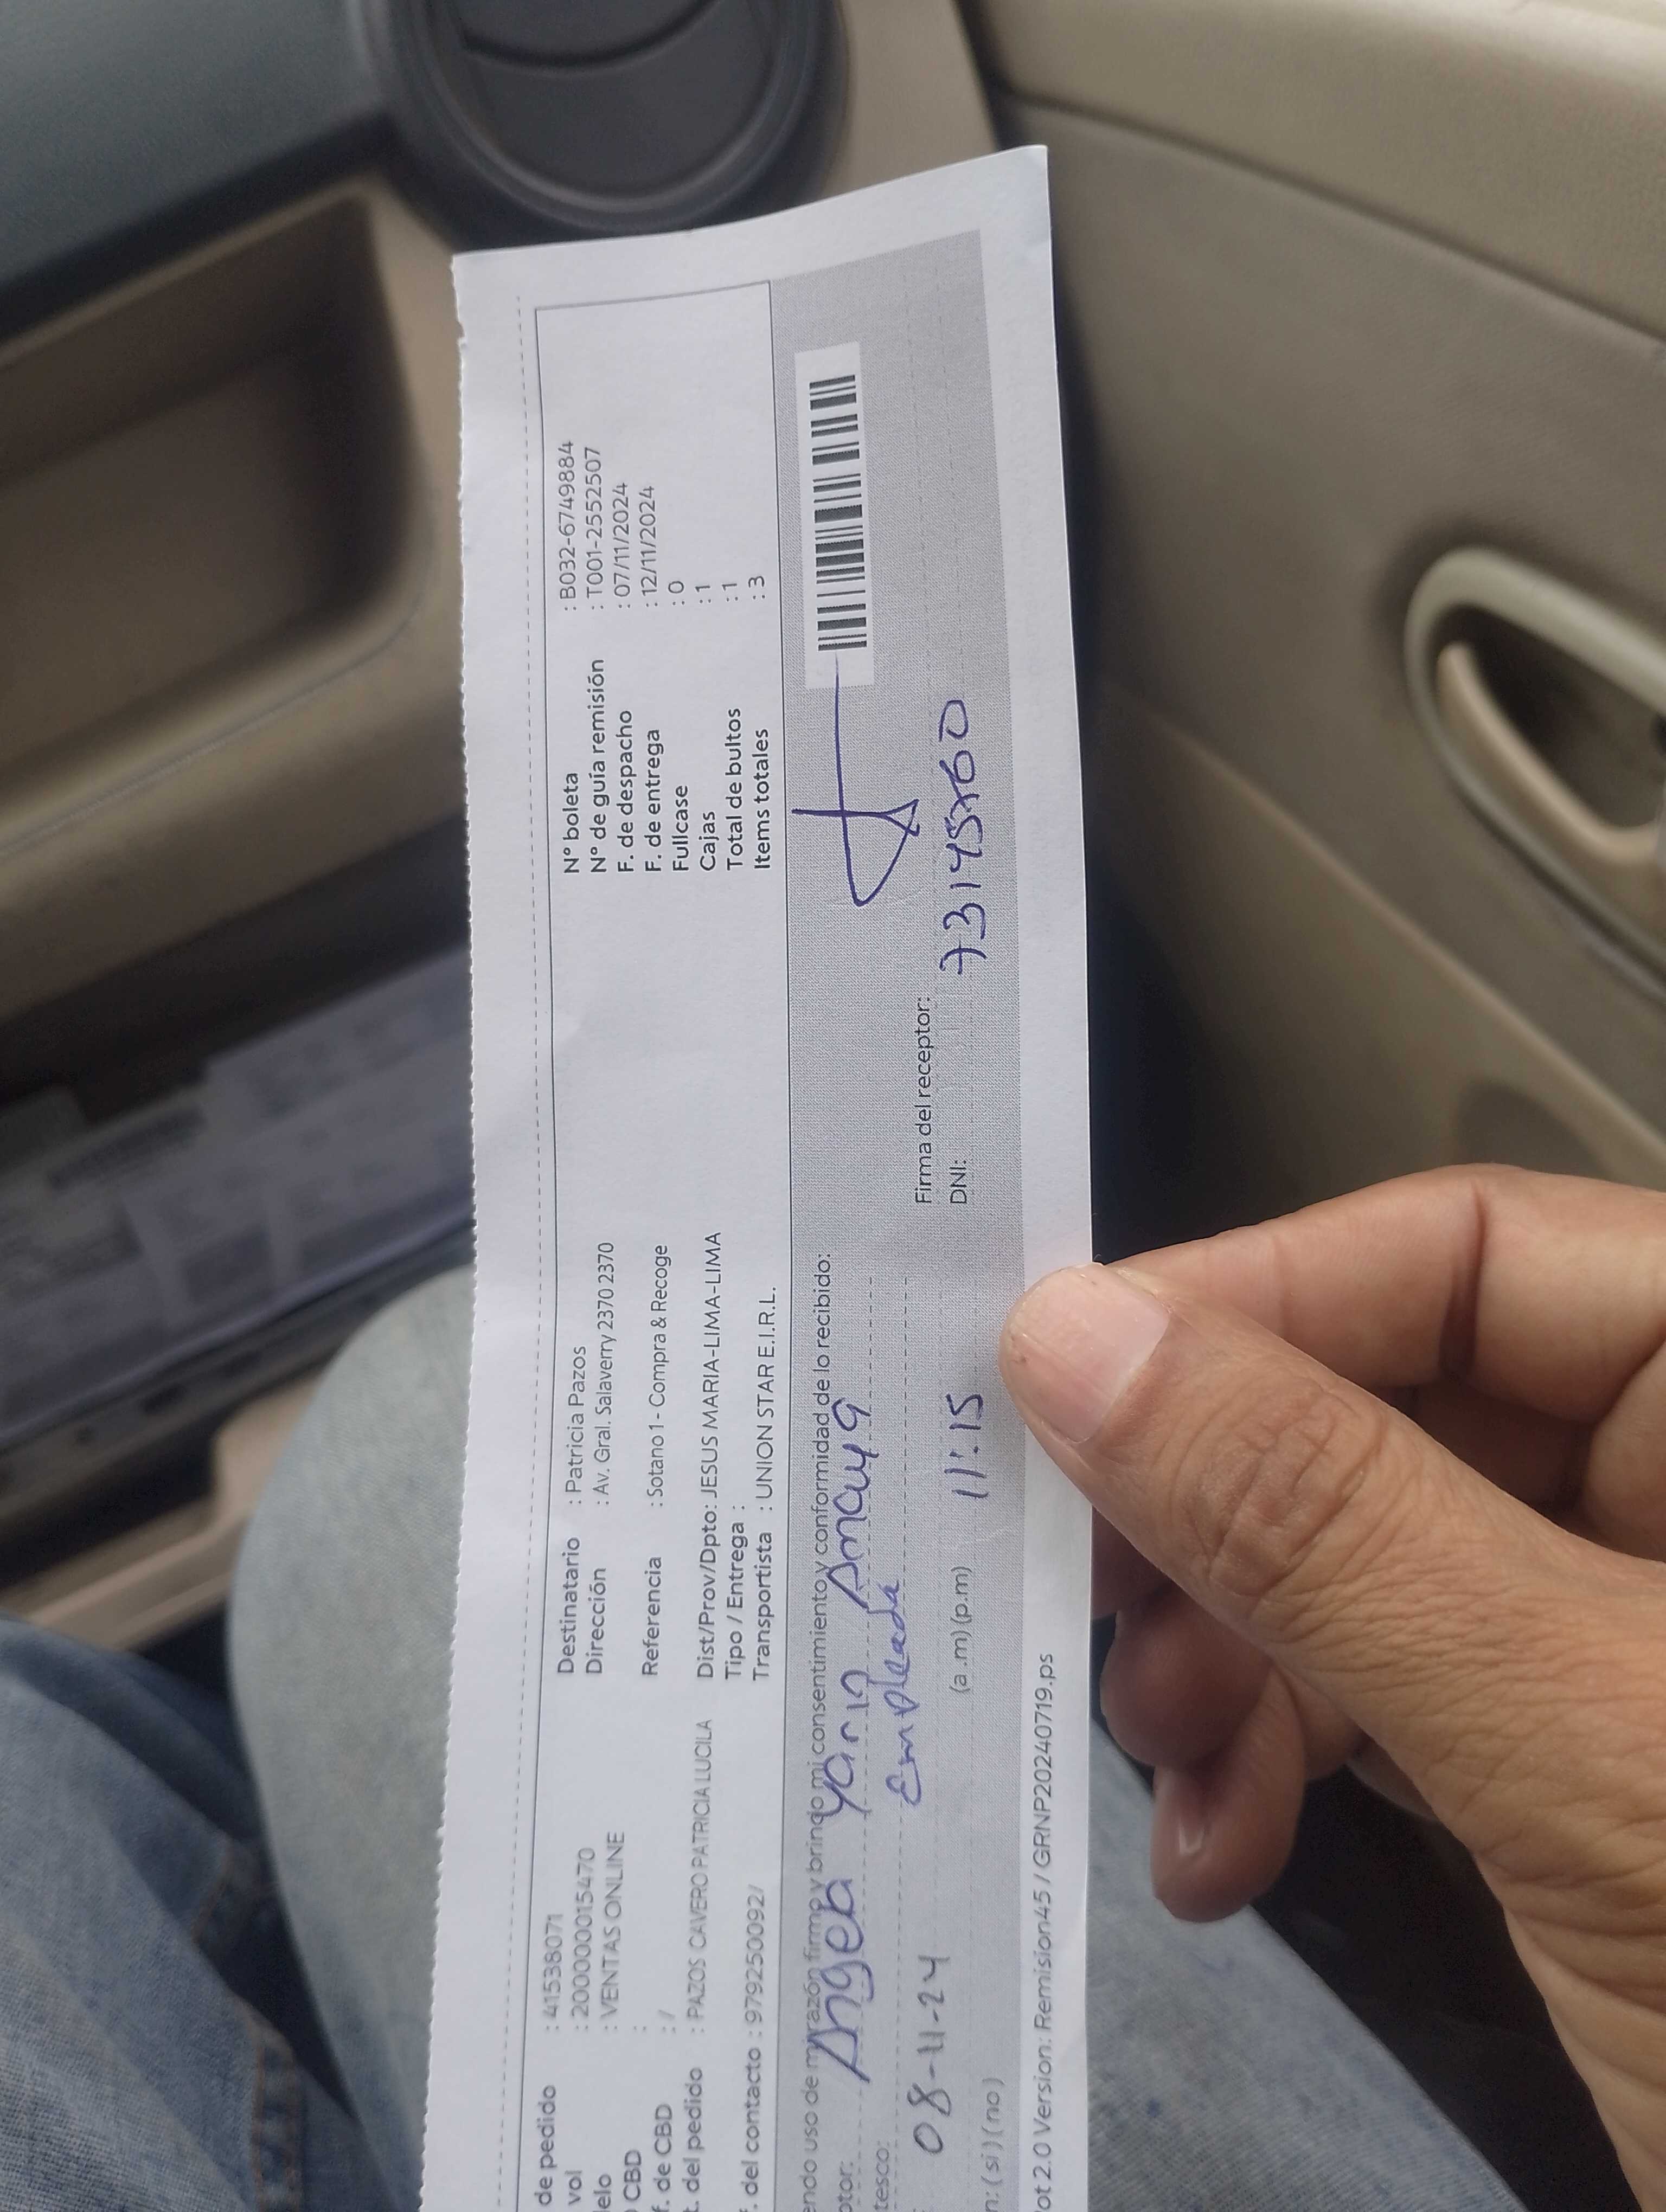 de pedido : 41538071
vol : 2000000015470
elo : VENTAS ONLINE
CBD :
f. de CBD : /
t. del pedido : PAZOS CAVERO PATRICIA LUCILA
. del contacto : 979250092/
Destinatario : Patricia Pazos
Dirección : Av. Gral. Salaverry 2370 2370
Referencia : Sotano 1 - Compra & Recoge
Dist/Prov/Dpto: JESUS MARIA-LIMA-LIMA
Tipo / Entrega :
Transportista : UNION STAR E.I.R.L.
N° boleta : B032-6749884
N° de guía remisión : T001-2552507
F. de despacho : 07/11/2024
F. de entrega : 12/11/2024
Fullcase : 0
Cajas : 1
Total de bultos : 1
Items totales : 3
endo uso de mi razón firmo y brindo mi consentimiento y conformidad de lo recibido:
ptor: Angela Amaya
tesco: Empleada
08-11-24 (a.m) (p.m) 11:15
n: ( si ) ( no )
Firma del receptor:
DNI:
ot 2.0 Version: Remision45 / GRNP20240719.ps